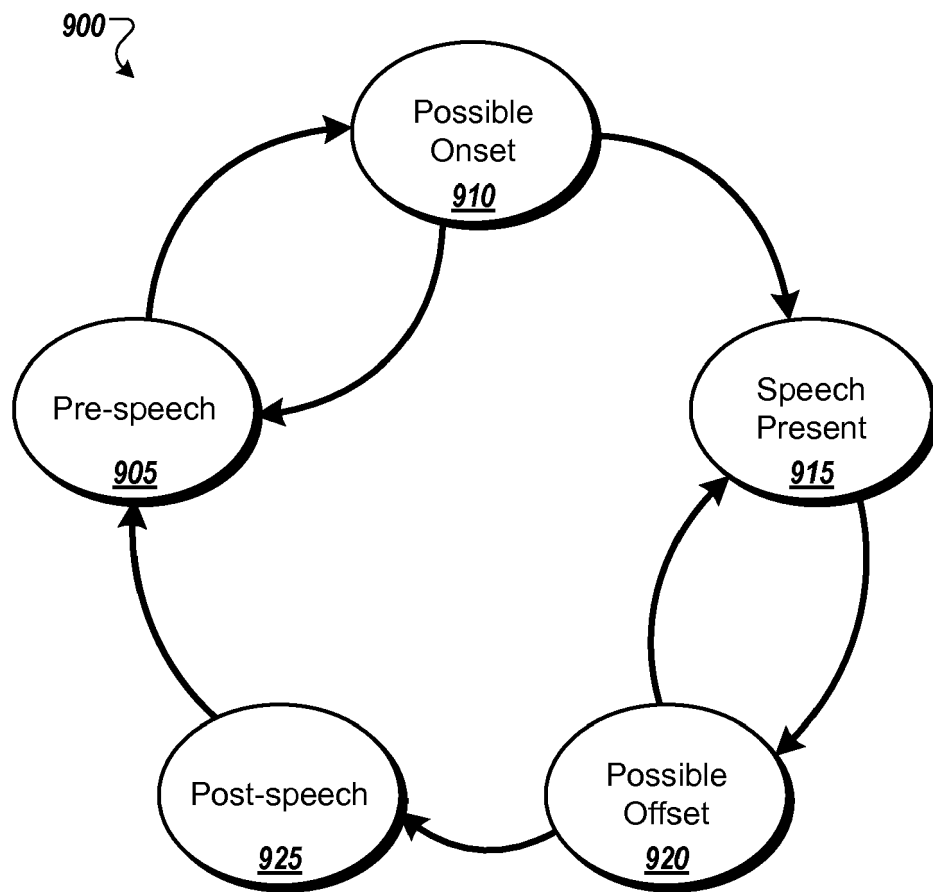 900
Possible
Onset
910
Pre-speech
905
Speech
Present
915
Post-speech
925
Possible
Offset
920